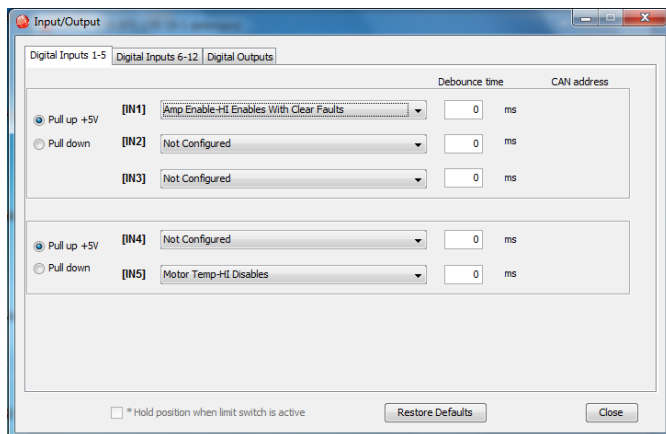 Input/Output
Digital Inputs 1-5 Digital Inputs 6-12 Digital Outputs
Debounce time CAN address
Pull up +5V [IN1] Amp Enable-HI Enables With Clear Faults 0 ms
Pull down [IN2] Not Configured 0 ms
[IN3] Not Configured 0 ms
Pull up +5V [IN4] Not Configured 0 ms
Pull down [IN5] Motor Temp-HI Disables 0 ms
* Hold position when limit switch is active Restore Defaults Close